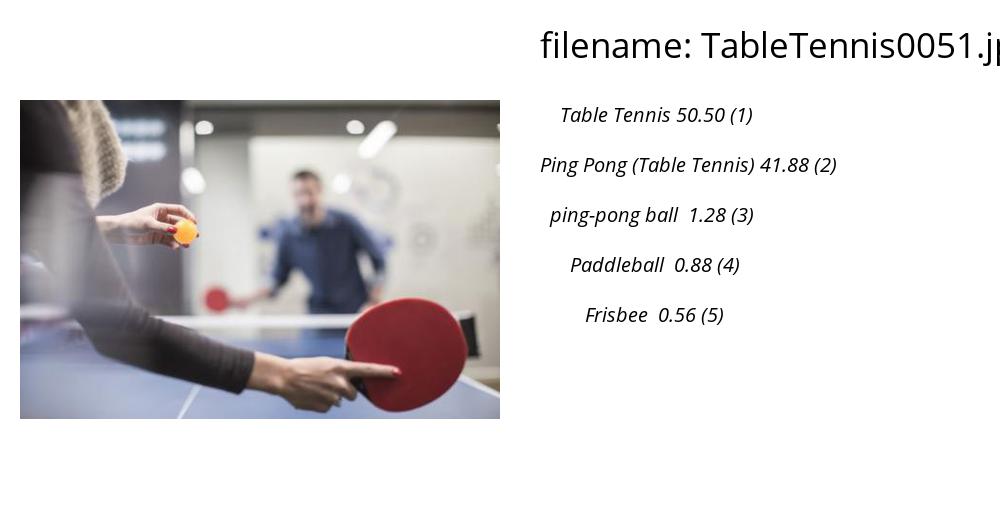 filename: TableTennis0051.jp
Table Tennis 50.50 (1)
Ping Pong (Table Tennis) 41.88 (2)
ping-pong ball 1.28 (3)
Paddleball 0.88 (4)
Frisbee 0.56 (5)